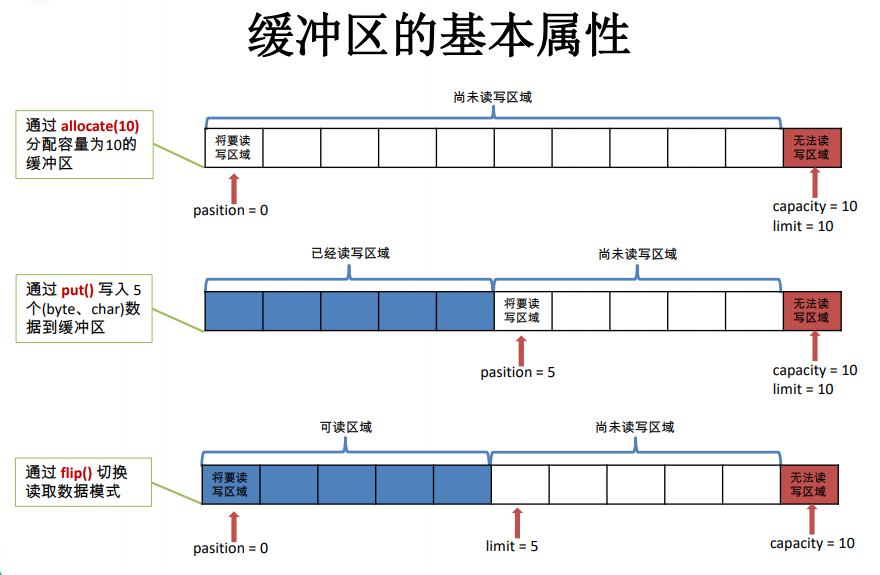 缓冲区的基本属性
尚未读写区域
通过 allocate(10)
分配容量为10的
缓冲区
将要读
写区域
无法读
写区域
pasition = 0
capacity = 10
limit = 10
已经读写区域
尚未读写区域
通过 put() 写入 5
个(byte、char)数
据到缓冲区
将要读
写区域
无法读
写区域
pasition = 5
capacity = 10
limit = 10
可读区域
尚未读写区域
通过 flip() 切换
读取数据模式
将要读
写区域
无法读
写区域
pasition = 0
limit = 5
capacity = 10